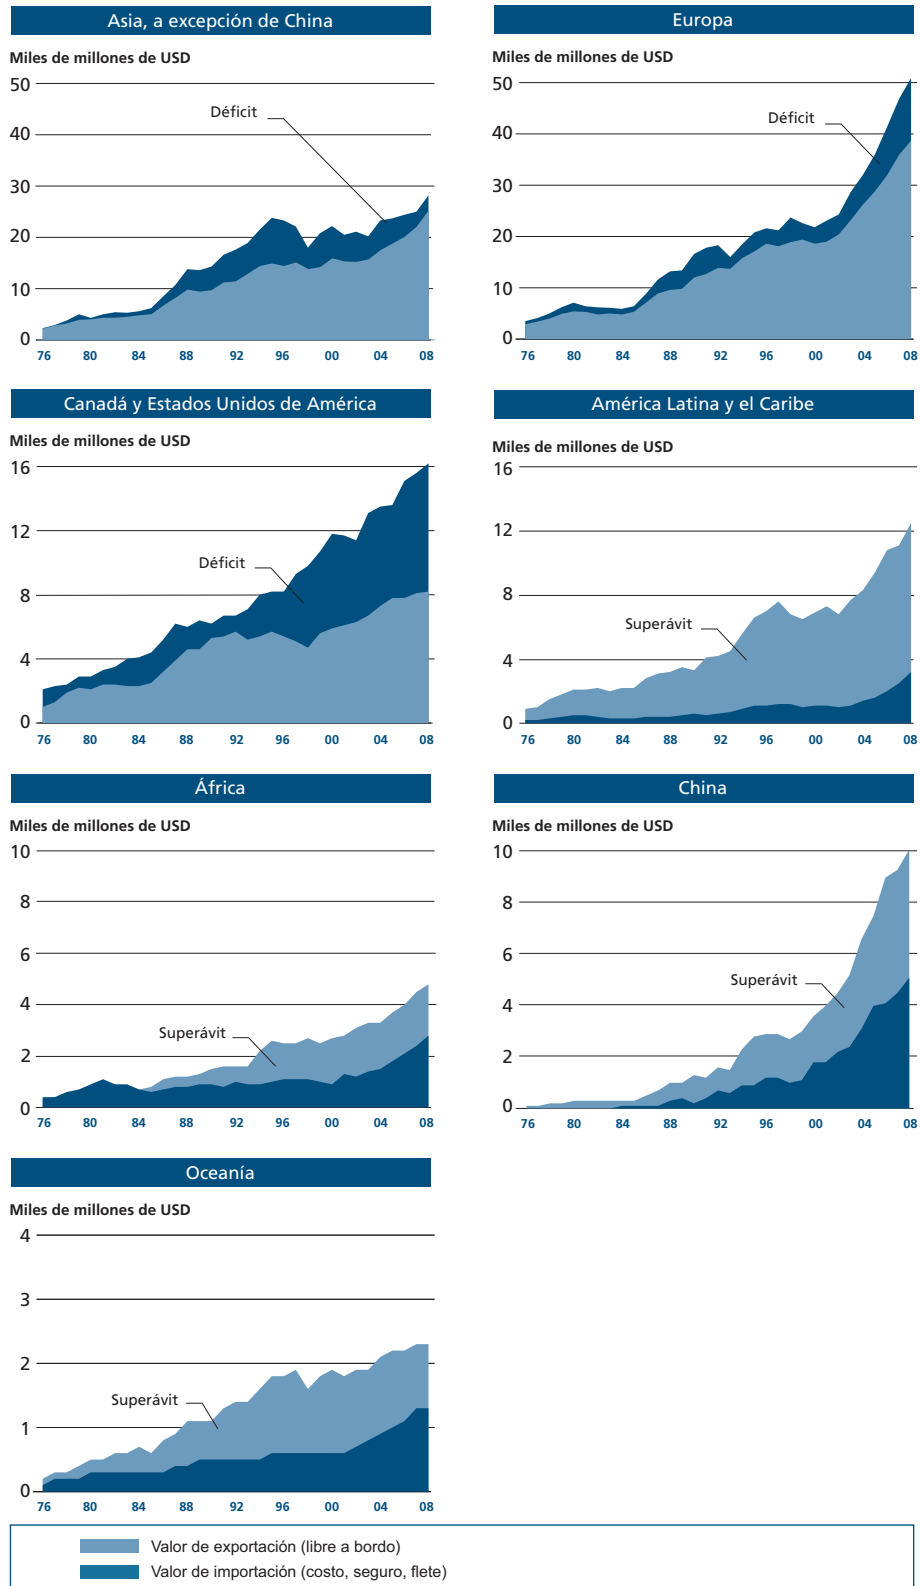 Asia, a excepción de China
Miles de millones de USD
50
40
30
20
10
0
Déficit
76 80 84 88 92 96 00 04 08
Europa
Miles de millones de USD
50
40
30
20
10
0
Déficit
76 80 84 88 92 96 00 04 08
Canadá y Estados Unidos de América
Miles de millones de USD
16
12
8
4
0
Déficit
76 80 84 88 92 96 00 04 08
América Latina y el Caribe
Miles de millones de USD
16
12
8
4
0
Superávit
76 80 84 88 92 96 00 04 08
África
Miles de millones de USD
10
8
6
4
2
0
Superávit
76 80 84 88 92 96 00 04 08
China
Miles de millones de USD
10
8
6
4
2
0
Superávit
76 80 84 88 92 96 00 04 08
Oceanía
Miles de millones de USD
4
3
2
1
0
Superávit
76 80 84 88 92 96 00 04 08
Valor de exportación (libre a bordo)
Valor de importación (costo, seguro, flete)